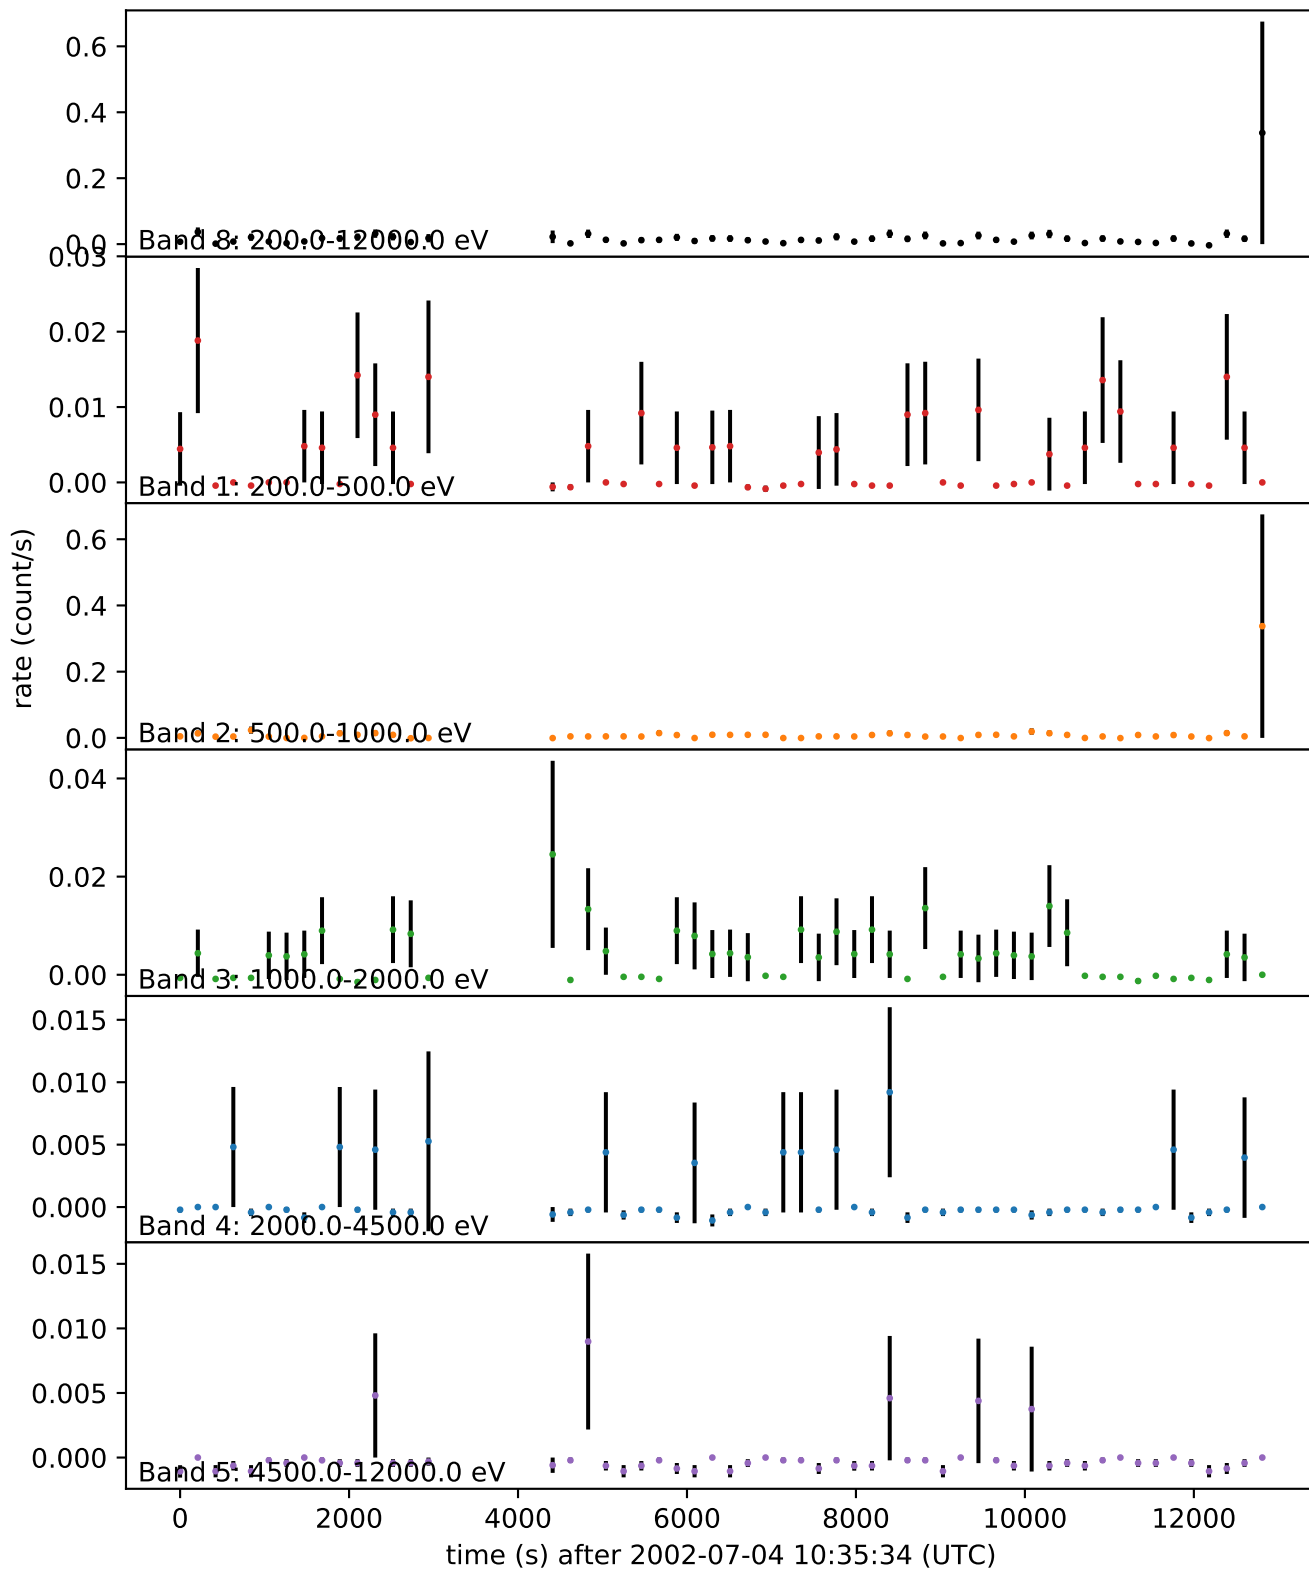 0.6
0.4
0.2
0.0
Band 8: 200.0-12000.0 eV
0.03
0.02
0.01
0.00
Band 1: 200.0-500.0 eV
0.6
0.4
0.2
0.0
Band 2: 500.0-1000.0 eV
rate (count/s)
0.04
0.02
0.00
Band 3: 1000.0-2000.0 eV
0.015
0.010
0.005
0.000
Band 4: 2000.0-4500.0 eV
0.015
0.010
0.005
0.000
Band 5: 4500.0-12000.0 eV
0 2000 4000 6000 8000 10000 12000
time (s) after 2002-07-04 10:35:34 (UTC)